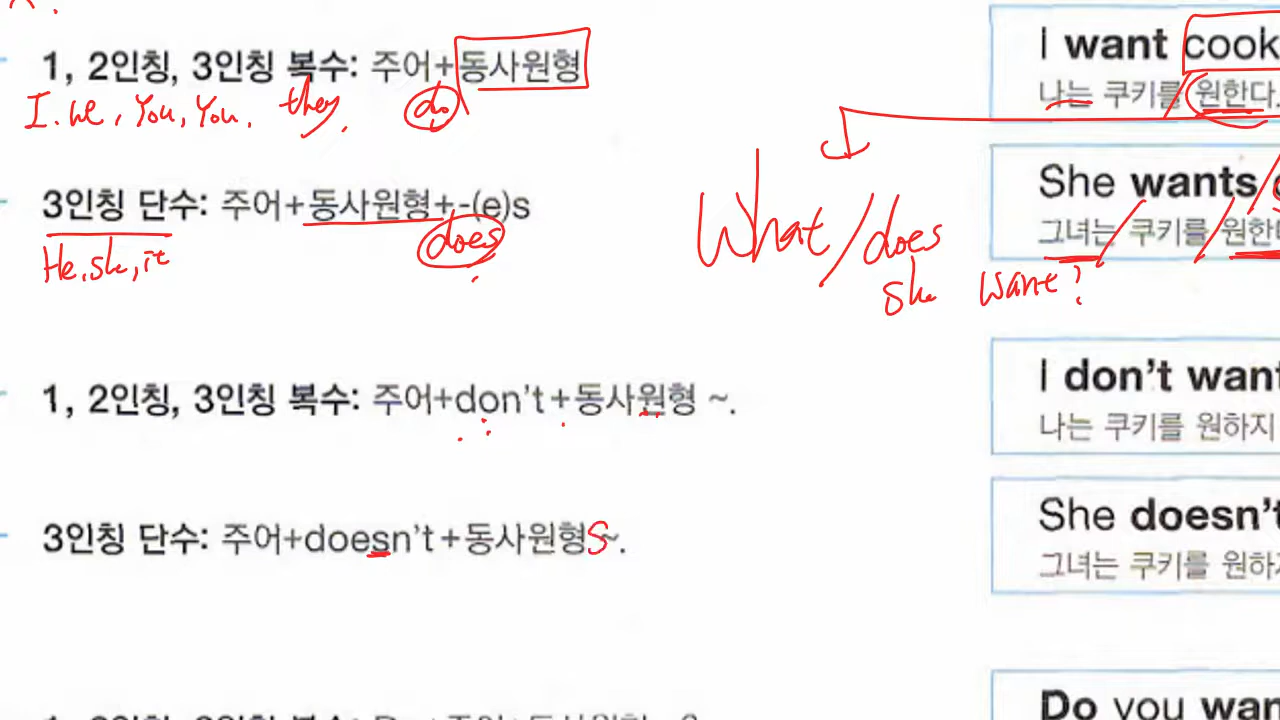 1, 2인칭, 3인칭 복수: 주어+동사원형
I. we, You, You. they.
do
3인칭 단수: 주어+동사원형+-(e)s
He, she, it
does
I want cook
나는 쿠키를 원한다.
She wants
그녀는 쿠키를 원한
What/does
she want?
1, 2인칭, 3인칭 복수: 주어+don't+동사원형 ~.
I don't want
나는 쿠키를 원하지
3인칭 단수: 주어+doesn't+동사원형S~.
She doesn't
그녀는 쿠키를 원하
Do you wan